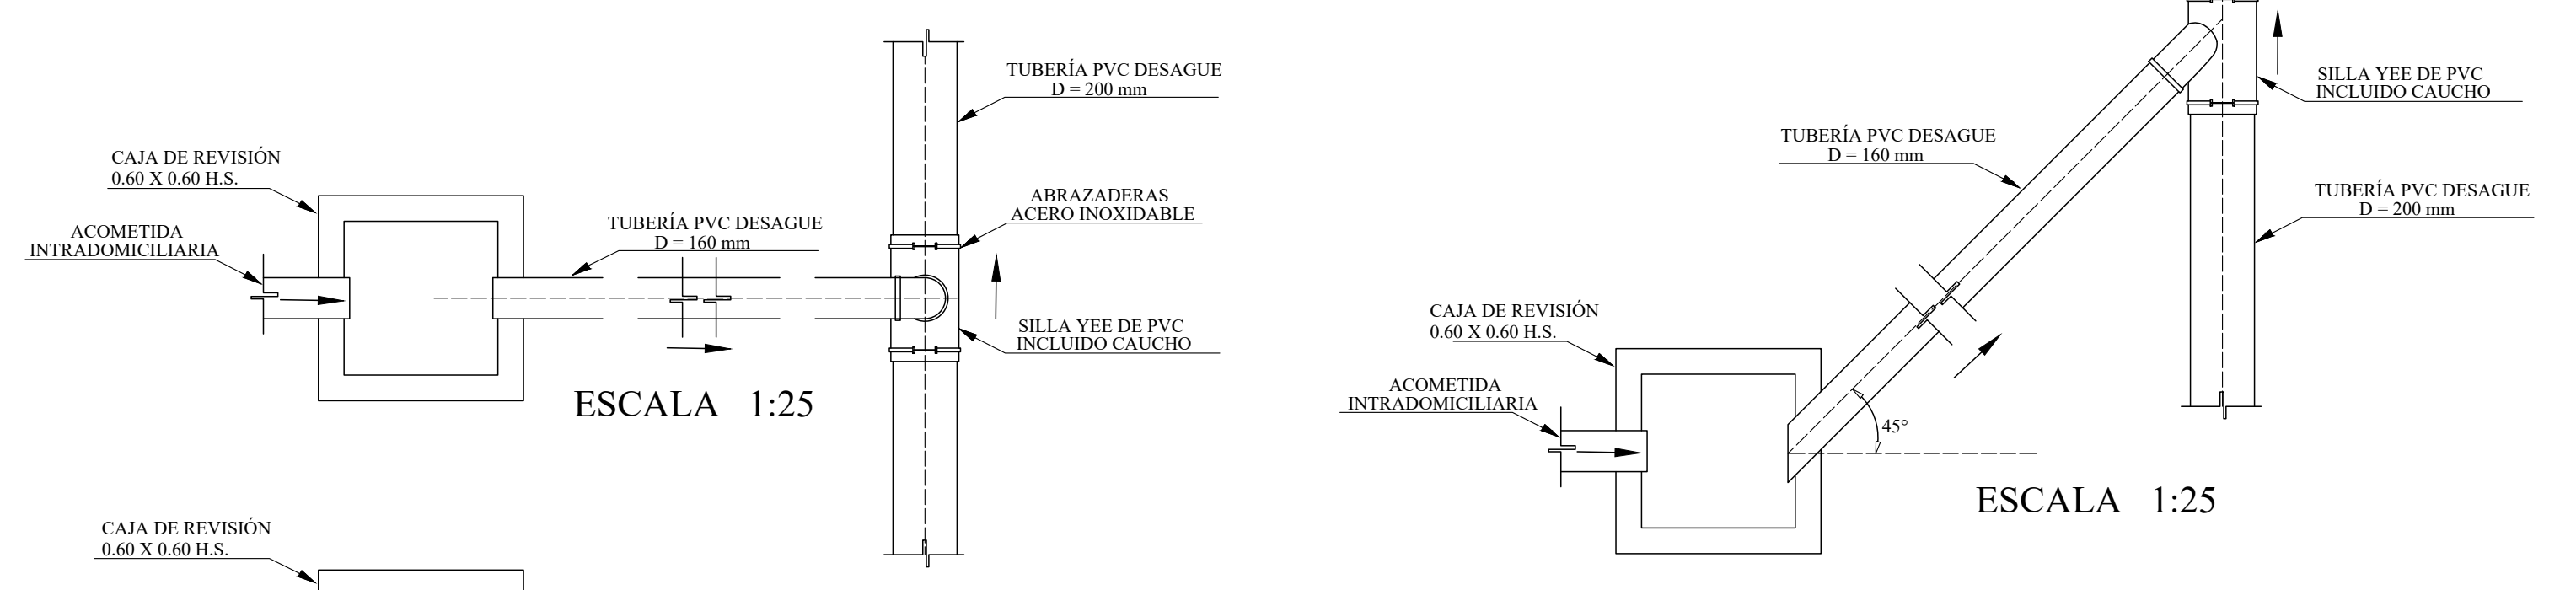 TUBERÍA PVC DESAGUE
D = 200 mm
CAJA DE REVISIÓN
0.60 X 0.60 H.S.
ABRAZADERAS
ACERO INOXIDABLE
ACOMETIDA
INTRADOMICILIARIA
TUBERÍA PVC DESAGUE
D = 160 mm
SILLA YEE DE PVC
INCLUIDO CAUCHO
ESCALA 1:25
CAJA DE REVISIÓN
0.60 X 0.60 H.S.
SILLA YEE DE PVC
INCLUIDO CAUCHO
TUBERÍA PVC DESAGUE
D = 160 mm
TUBERÍA PVC DESAGUE
D = 200 mm
CAJA DE REVISIÓN
0.60 X 0.60 H.S.
ACOMETIDA
INTRADOMICILIARIA
45°
ESCALA 1:25